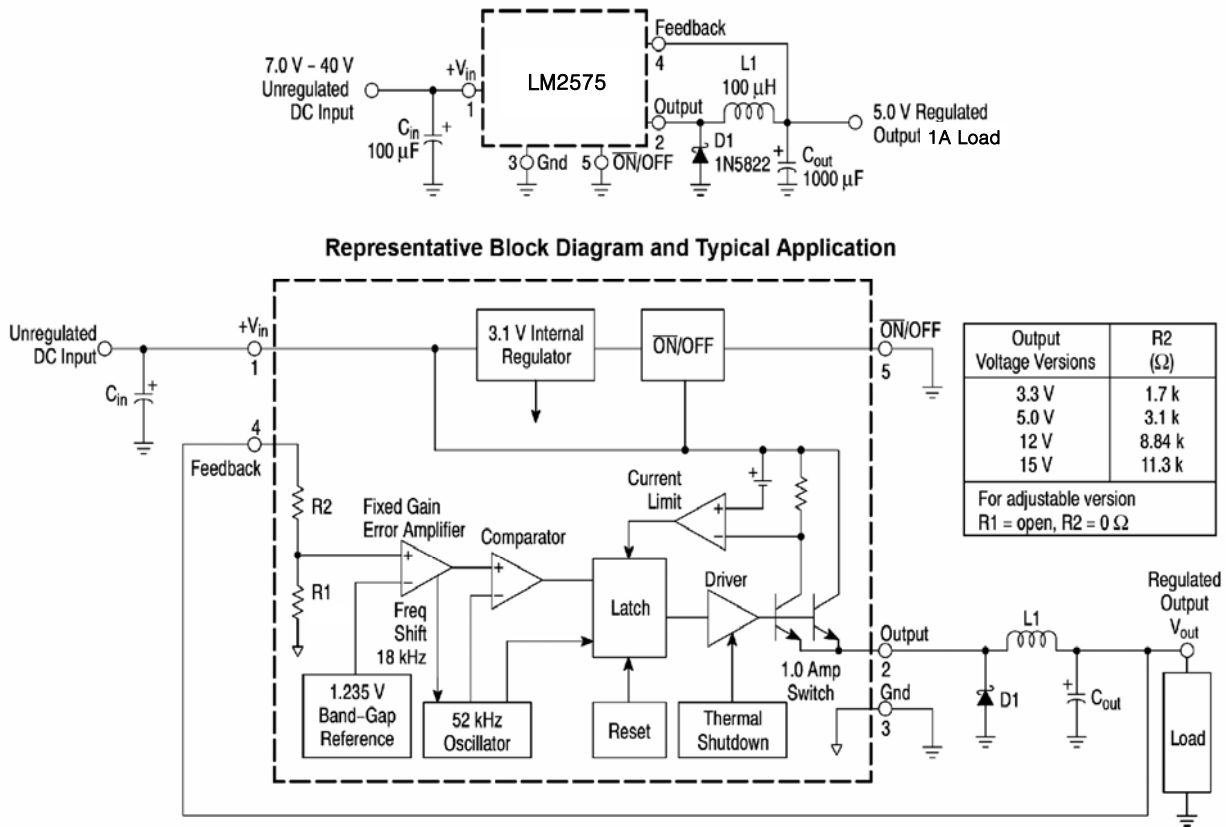 Feedback
4
7.0 V – 40 V
Unregulated
DC Input
+Vin
1
LM2575
L1
100 μH
Output
2
5.0 V Regulated
Output 1A Load
Cin
100 μF
+
3 Gnd
5 ON/OFF
D1
1N5822
+
Cout
1000 μF
Representative Block Diagram and Typical Application
Unregulated
DC Input
+Vin
1
3.1 V Internal
Regulator
ON/OFF
ON/OFF
5
Cin
+
4
Feedback
Output
Voltage Versions
R2
(Ω)
3.3 V
1.7 k
5.0 V
3.1 k
12 V
8.84 k
15 V
11.3 k
For adjustable version
R1 = open, R2 = 0 Ω
Current
Limit
+
+
–
R2
Fixed Gain
Error Amplifier
Comparator
+
–
+
–
R1
Freq
Shift
18 kHz
Latch
Driver
1.0 Amp
Switch
Output
2
Gnd
3
L1
D1
+
Cout
Regulated
Output
Vout
Load
1.235 V
Band–Gap
Reference
52 kHz
Oscillator
Reset
Thermal
Shutdown